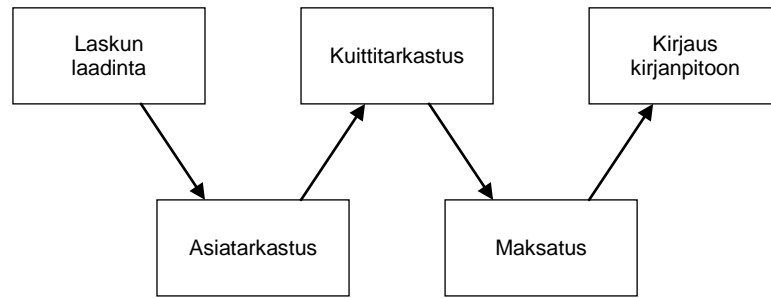 Laskun
laadinta
Kuittitarkastus
Kirjaus
kirjanpitoon
Asiatarkastus
Maksatus